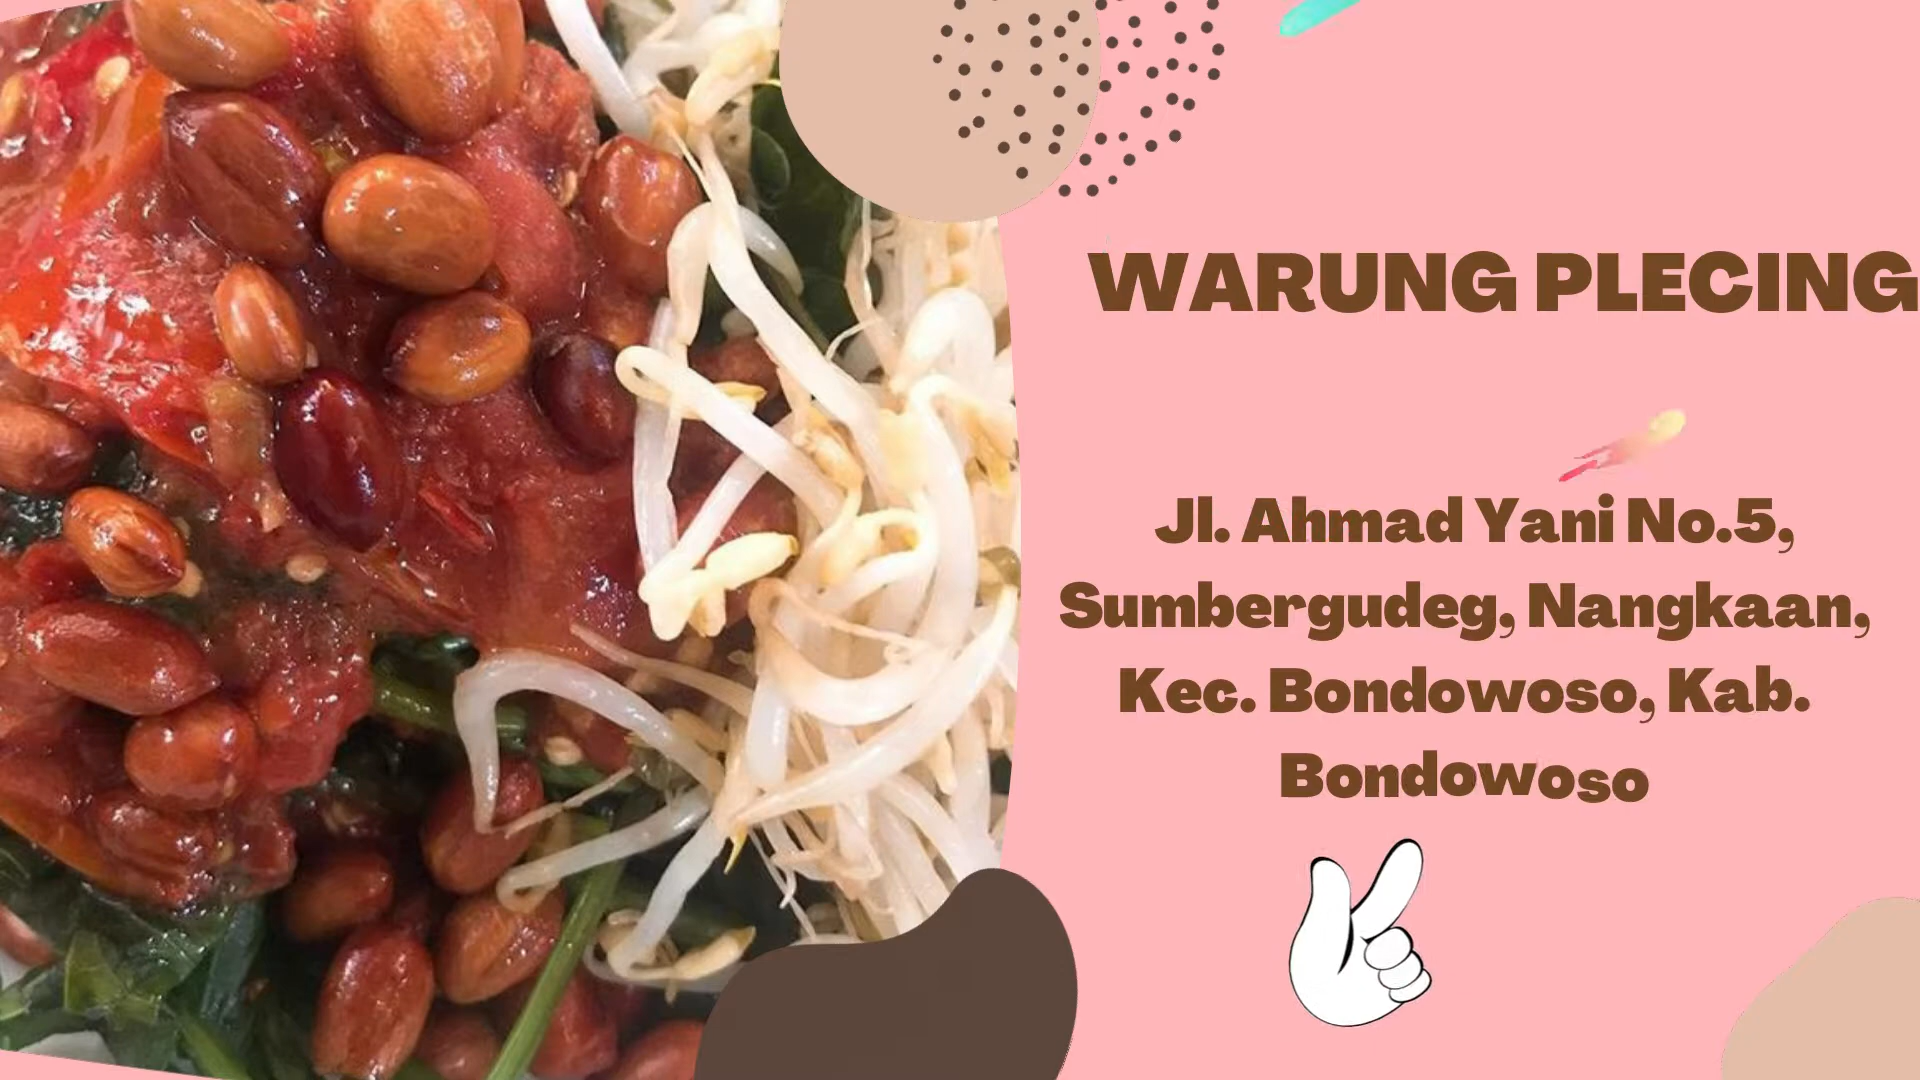 WARUNG PLECING
Jl. Ahmad Yani No.5,
Sumbergudeg, Nangkaan,
Kec. Bondowoso, Kab.
Bondowoso